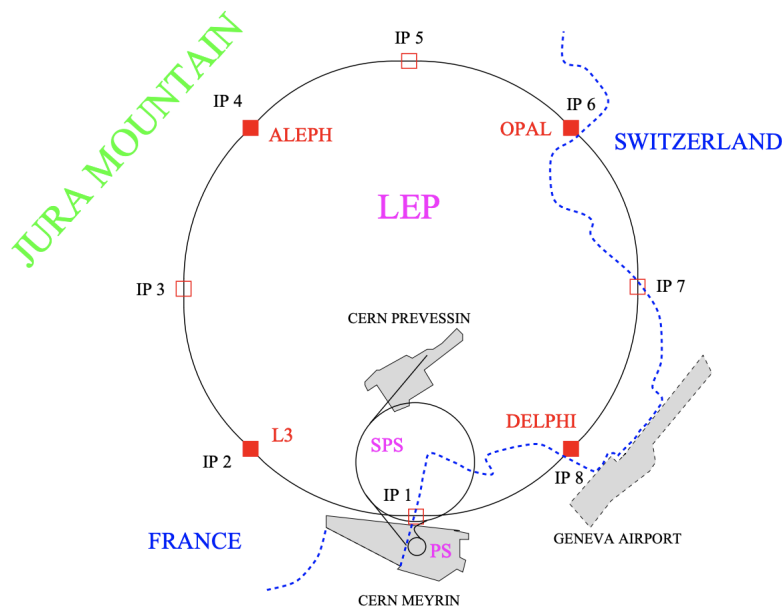 IP 5
IP 4
IP 6
ALEPH
OPAL
SWITZERLAND
JURA MOUNTAIN
LEP
IP 3
IP 7
CERN PREVESSIN
L3
DELPHI
SPS
IP 2
IP 8
IP 1
FRANCE
PS
GENEVA AIRPORT
CERN MEYRIN